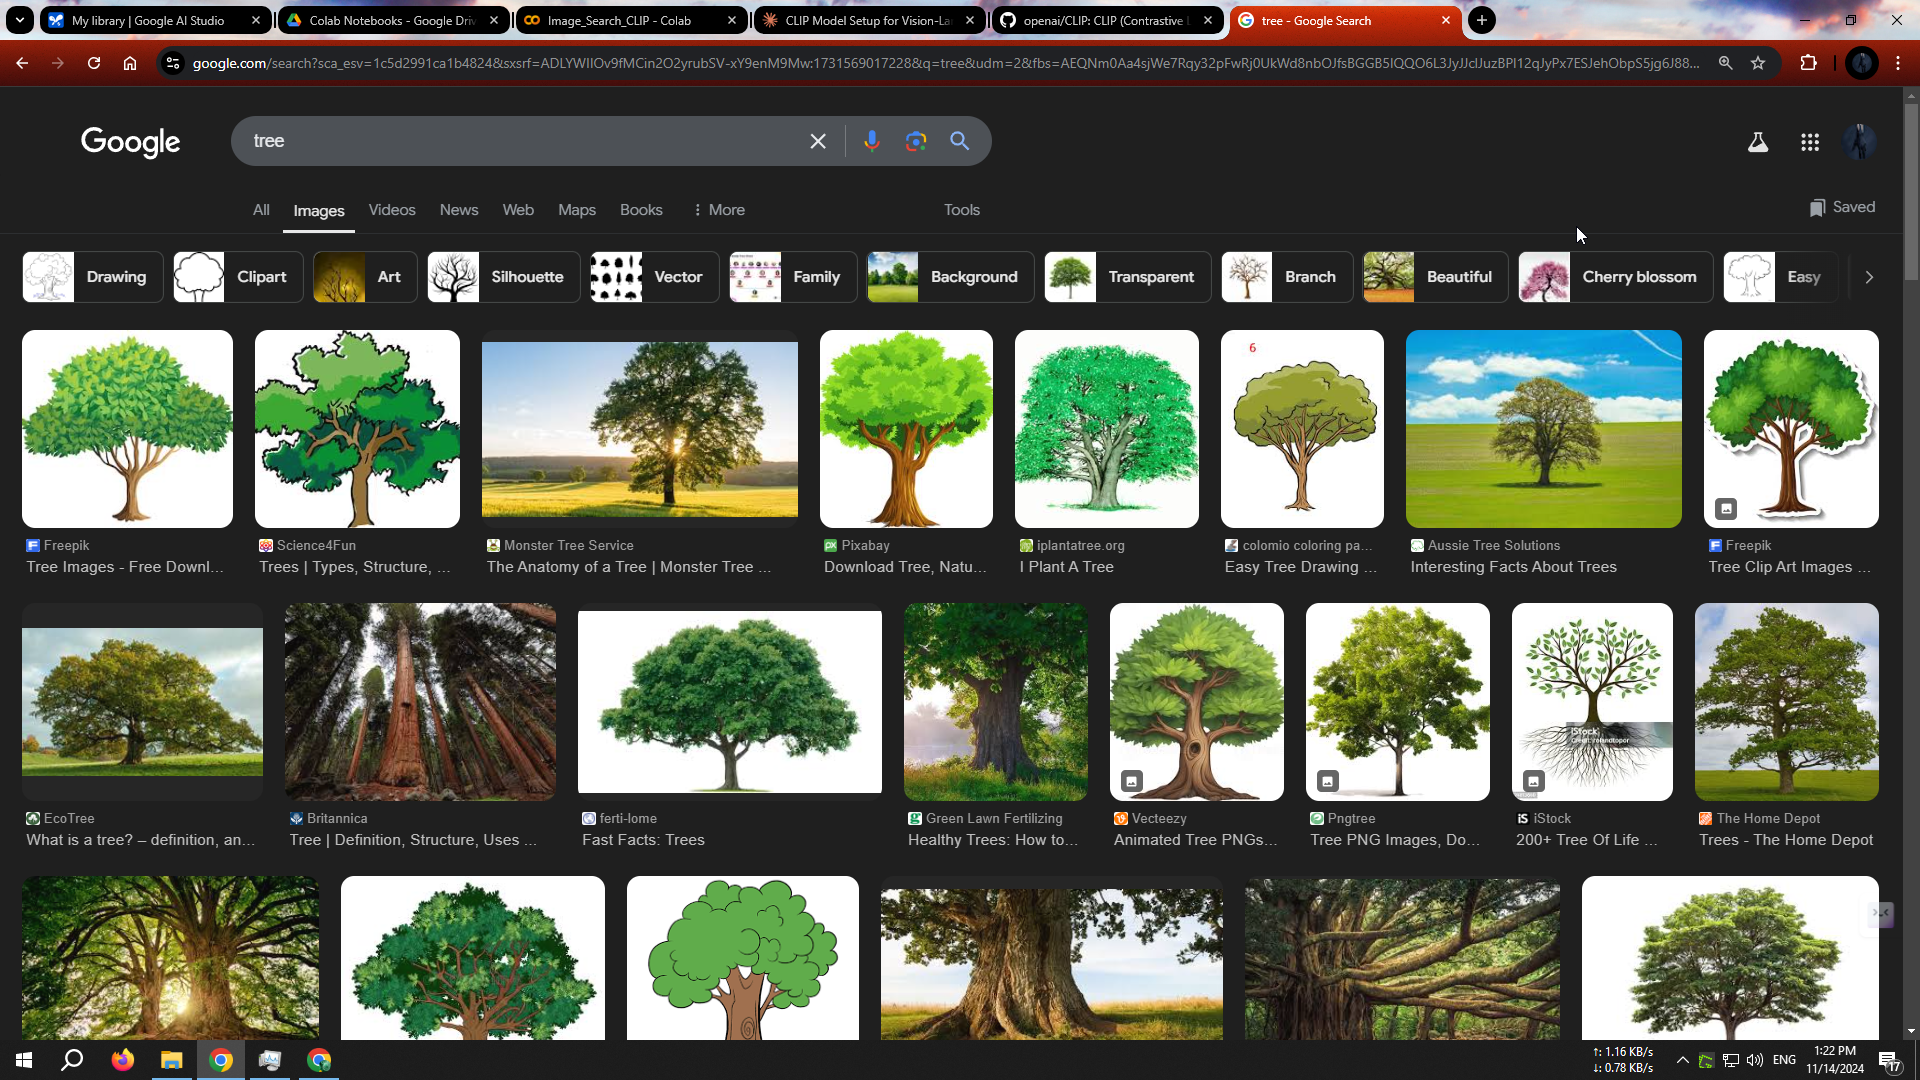 My library | Google AI Studio
Colab Notebooks - Google Driv
Image_Search_CLIP - Colab
CLIP Model Setup for Vision-La
openai/CLIP: CLIP (Contrastive L
tree - Google Search
google.com/search?sca_esv=1c5d2991ca1b4824&sxsrf=ADLYWIIOv9fMCin2O2yrubSV-xY9enM9Mw:1731569017228&q=tree&udm=2&fbs=AEQNm0Aa4sjWe7Rqy32pFwRj0UkWd8nbOJfsBGGB5IQQO6L3JyJJclJuzBPl12qJyPx7ESJehObpS5jg6J88...
Google
tree
All
Images
Videos
News
Web
Maps
Books
More
Tools
Saved
Drawing
Clipart
Art
Silhouette
Vector
Family
Background
Transparent
Branch
Beautiful
Cherry blossom
Easy
6
Freepik
Tree Images - Free Downl...
Science4Fun
Trees | Types, Structure, ...
Monster Tree Service
The Anatomy of a Tree | Monster Tree ...
Pixabay
Download Tree, Natu...
iplantatree.org
I Plant A Tree
colomio coloring pa...
Easy Tree Drawing ...
Aussie Tree Solutions
Interesting Facts About Trees
Freepik
Tree Clip Art Images ...
iStock
Credit: refundtopor
EcoTree
What is a tree? – definition, an...
Britannica
Tree | Definition, Structure, Uses ...
ferti-lome
Fast Facts: Trees
Green Lawn Fertilizing
Healthy Trees: How to...
Vecteezy
Animated Tree PNGs...
Pngtree
Tree PNG Images, Do...
iS iStock
200+ Tree Of Life ...
The Home Depot
Trees - The Home Depot
↑: 1.16 KB/s
↓: 0.78 KB/s
ENG
1:22 PM
11/14/2024
17